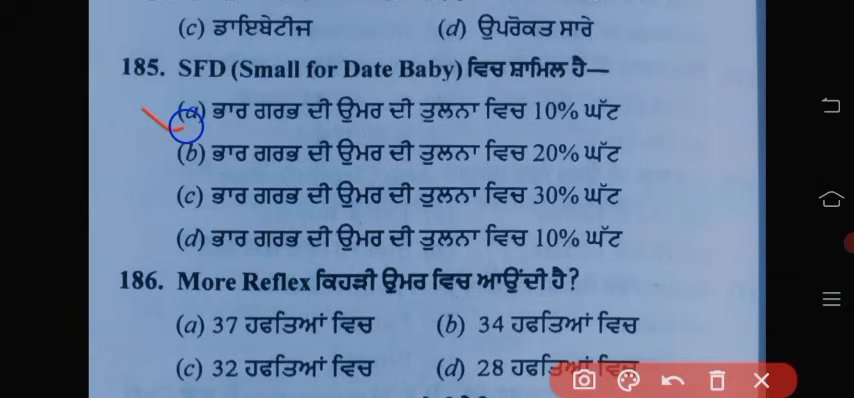 (c) ਡਾਇਬੇਟੀਜ (d) ਉਪਰੋਕਤ ਸਾਰੇ
185. SFD (Small for Date Baby) ਵਿਚ ਸ਼ਾਮਿਲ ਹੈ—
(a) ਭਾਰ ਗਰਭ ਦੀ ਉਮਰ ਦੀ ਤੁਲਨਾ ਵਿਚ 10% ਘੱਟ
(b) ਭਾਰ ਗਰਭ ਦੀ ਉਮਰ ਦੀ ਤੁਲਨਾ ਵਿਚ 20% ਘੱਟ
(c) ਭਾਰ ਗਰਭ ਦੀ ਉਮਰ ਦੀ ਤੁਲਨਾ ਵਿਚ 30% ਘੱਟ
(d) ਭਾਰ ਗਰਭ ਦੀ ਉਮਰ ਦੀ ਤੁਲਨਾ ਵਿਚ 10% ਘੱਟ
186. More Reflex ਕਿਹੜੀ ਉਮਰ ਵਿਚ ਆਉਂਦੀ ਹੈ?
(a) 37 ਹਫਤਿਆਂ ਵਿਚ (b) 34 ਹਫਤਿਆਂ ਵਿਚ
(c) 32 ਹਫਤਿਆਂ ਵਿਚ (d) 28 ਹਫਤਿਆਂ ਵਿਚ